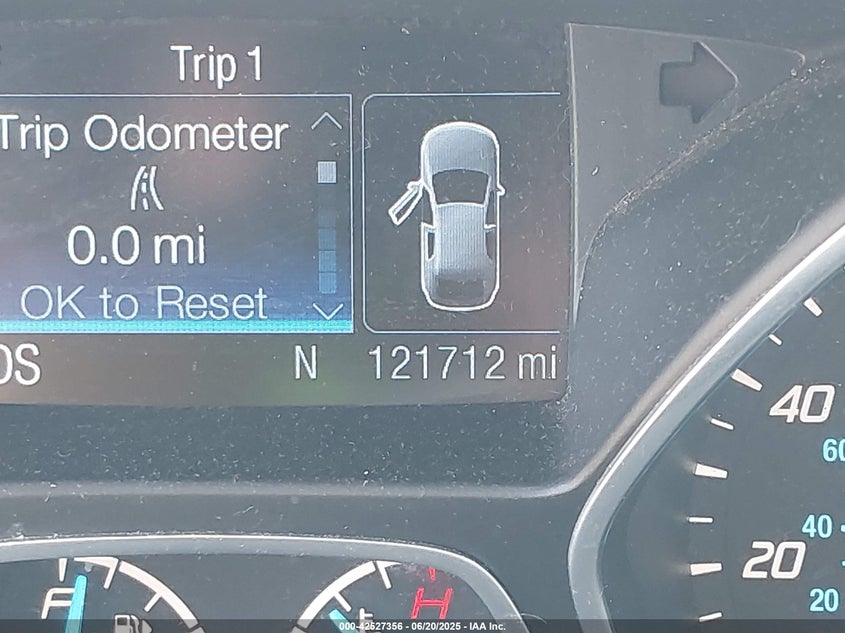 Trip 1
Trip Odometer
0.0 mi
OK to Reset
N 121712 mi
40
60
40
20
20
F
H
000-42527356 - 06/20/2025 - IAA Inc.